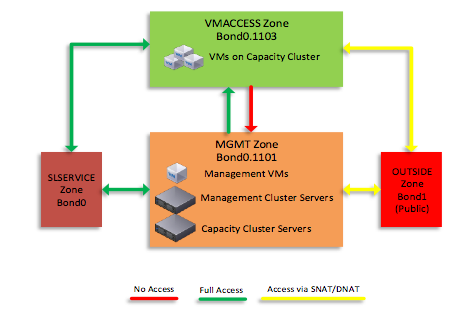 VMACCESS Zone
Bond0.1103
VMs on Capacity Cluster
MGMT Zone
Bond0.1101
Management VMs
Management Cluster Servers
Capacity Cluster Servers
SLSERVICE
Zone
Bond0
OUTSIDE
Zone
Bond1
(Public)
No Access
Full Access
Access via SNAT/DNAT